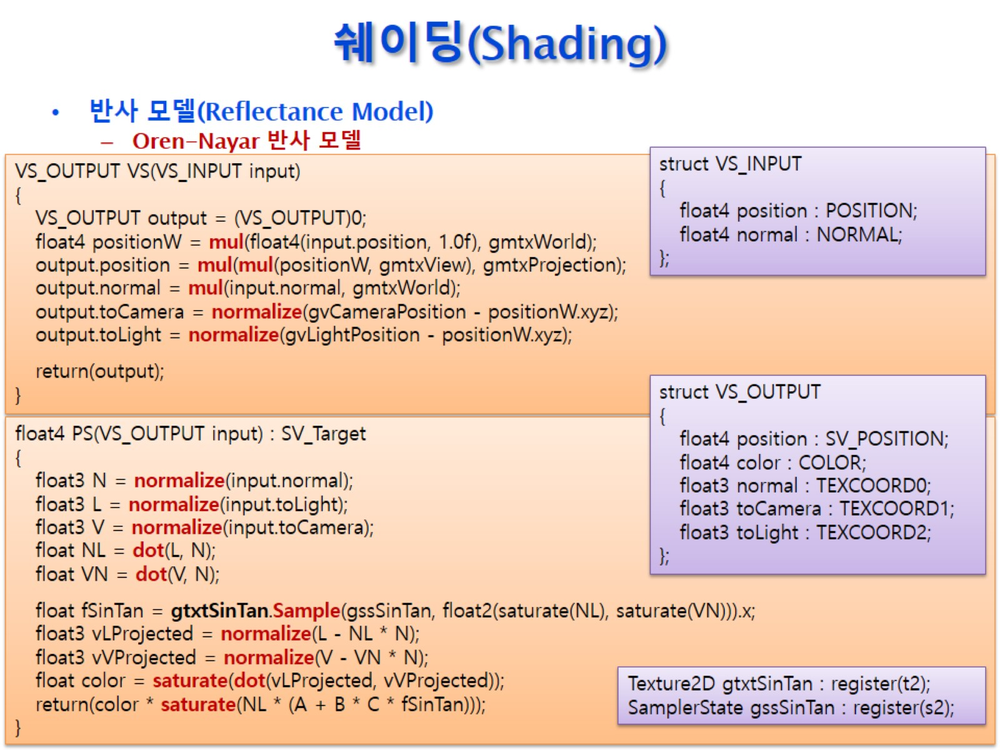 쉐이딩(Shading)
• 반사 모델(Reflectance Model)
– Oren-Nayar 반사 모델
VS_OUTPUT VS(VS_INPUT input)
{
VS_OUTPUT output = (VS_OUTPUT)0;
float4 positionW = mul(float4(input.position, 1.0f), gmtxWorld);
output.position = mul(mul(positionW, gmtxView), gmtxProjection);
output.normal = mul(input.normal, gmtxWorld);
output.toCamera = normalize(gvCameraPosition - positionW.xyz);
output.toLight = normalize(gvLightPosition - positionW.xyz);
return(output);
}
struct VS_INPUT
{
float4 position : POSITION;
float4 normal : NORMAL;
};
struct VS_OUTPUT
{
float4 position : SV_POSITION;
float4 color : COLOR;
float3 normal : TEXCOORD0;
float3 toCamera : TEXCOORD1;
float3 toLight : TEXCOORD2;
};
float4 PS(VS_OUTPUT input) : SV_Target
{
float3 N = normalize(input.normal);
float3 L = normalize(input.toLight);
float3 V = normalize(input.toCamera);
float NL = dot(L, N);
float VN = dot(V, N);
float fSinTan = gtxtSinTan.Sample(gssSinTan, float2(saturate(NL), saturate(VN))).x;
float3 vLProjected = normalize(L - NL * N);
float3 vVProjected = normalize(V - VN * N);
float color = saturate(dot(vLProjected, vVProjected));
return(color * saturate(NL * (A + B * C * fSinTan)));
}
Texture2D gtxtSinTan : register(t2);
SamplerState gssSinTan : register(s2);